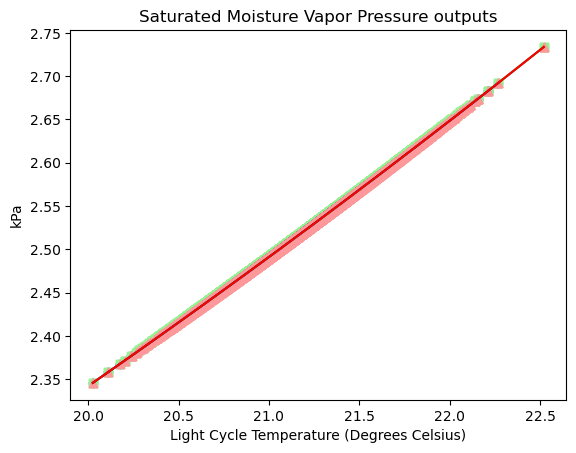 Saturated Moisture Vapor Pressure outputs
2.75
2.70
2.65
2.60
2.55
2.50
2.45
2.40
2.35
kPa
20.0 20.5 21.0 21.5 22.0 22.5
Light Cycle Temperature (Degrees Celsius)